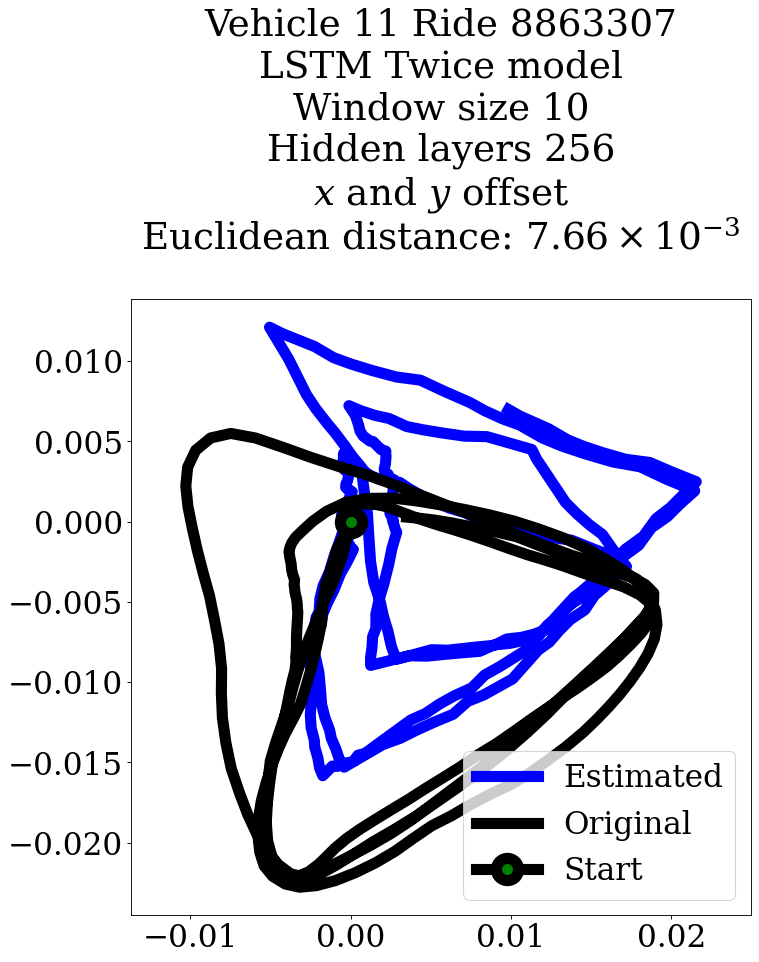 Vehicle 11 Ride 8863307
LSTM Twice model
Window size 10
Hidden layers 256
x and y offset
Euclidean distance: 7.66 × 10⁻³
0.010
0.005
0.000
−0.005
−0.010
−0.015
−0.020
Estimated
Original
Start
−0.01 0.00 0.01 0.02